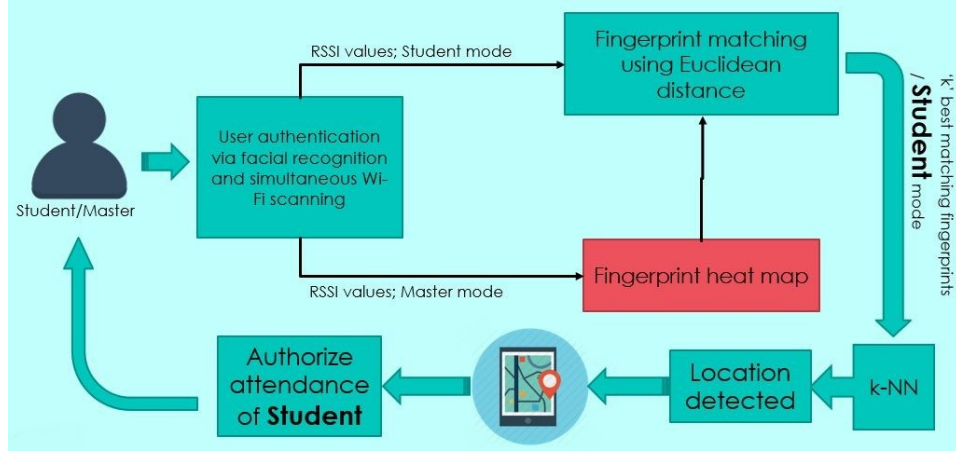 RSSI values; Student mode
Fingerprint matching
using Euclidean
distance
'k' best matching fingerprints
/ Student mode
User authentication
via facial recognition
and simultaneous Wi-
Fi scanning
Student/Master
RSSI values; Master mode
Fingerprint heat map
Authorize
attendance
of Student
Location
detected
k-NN